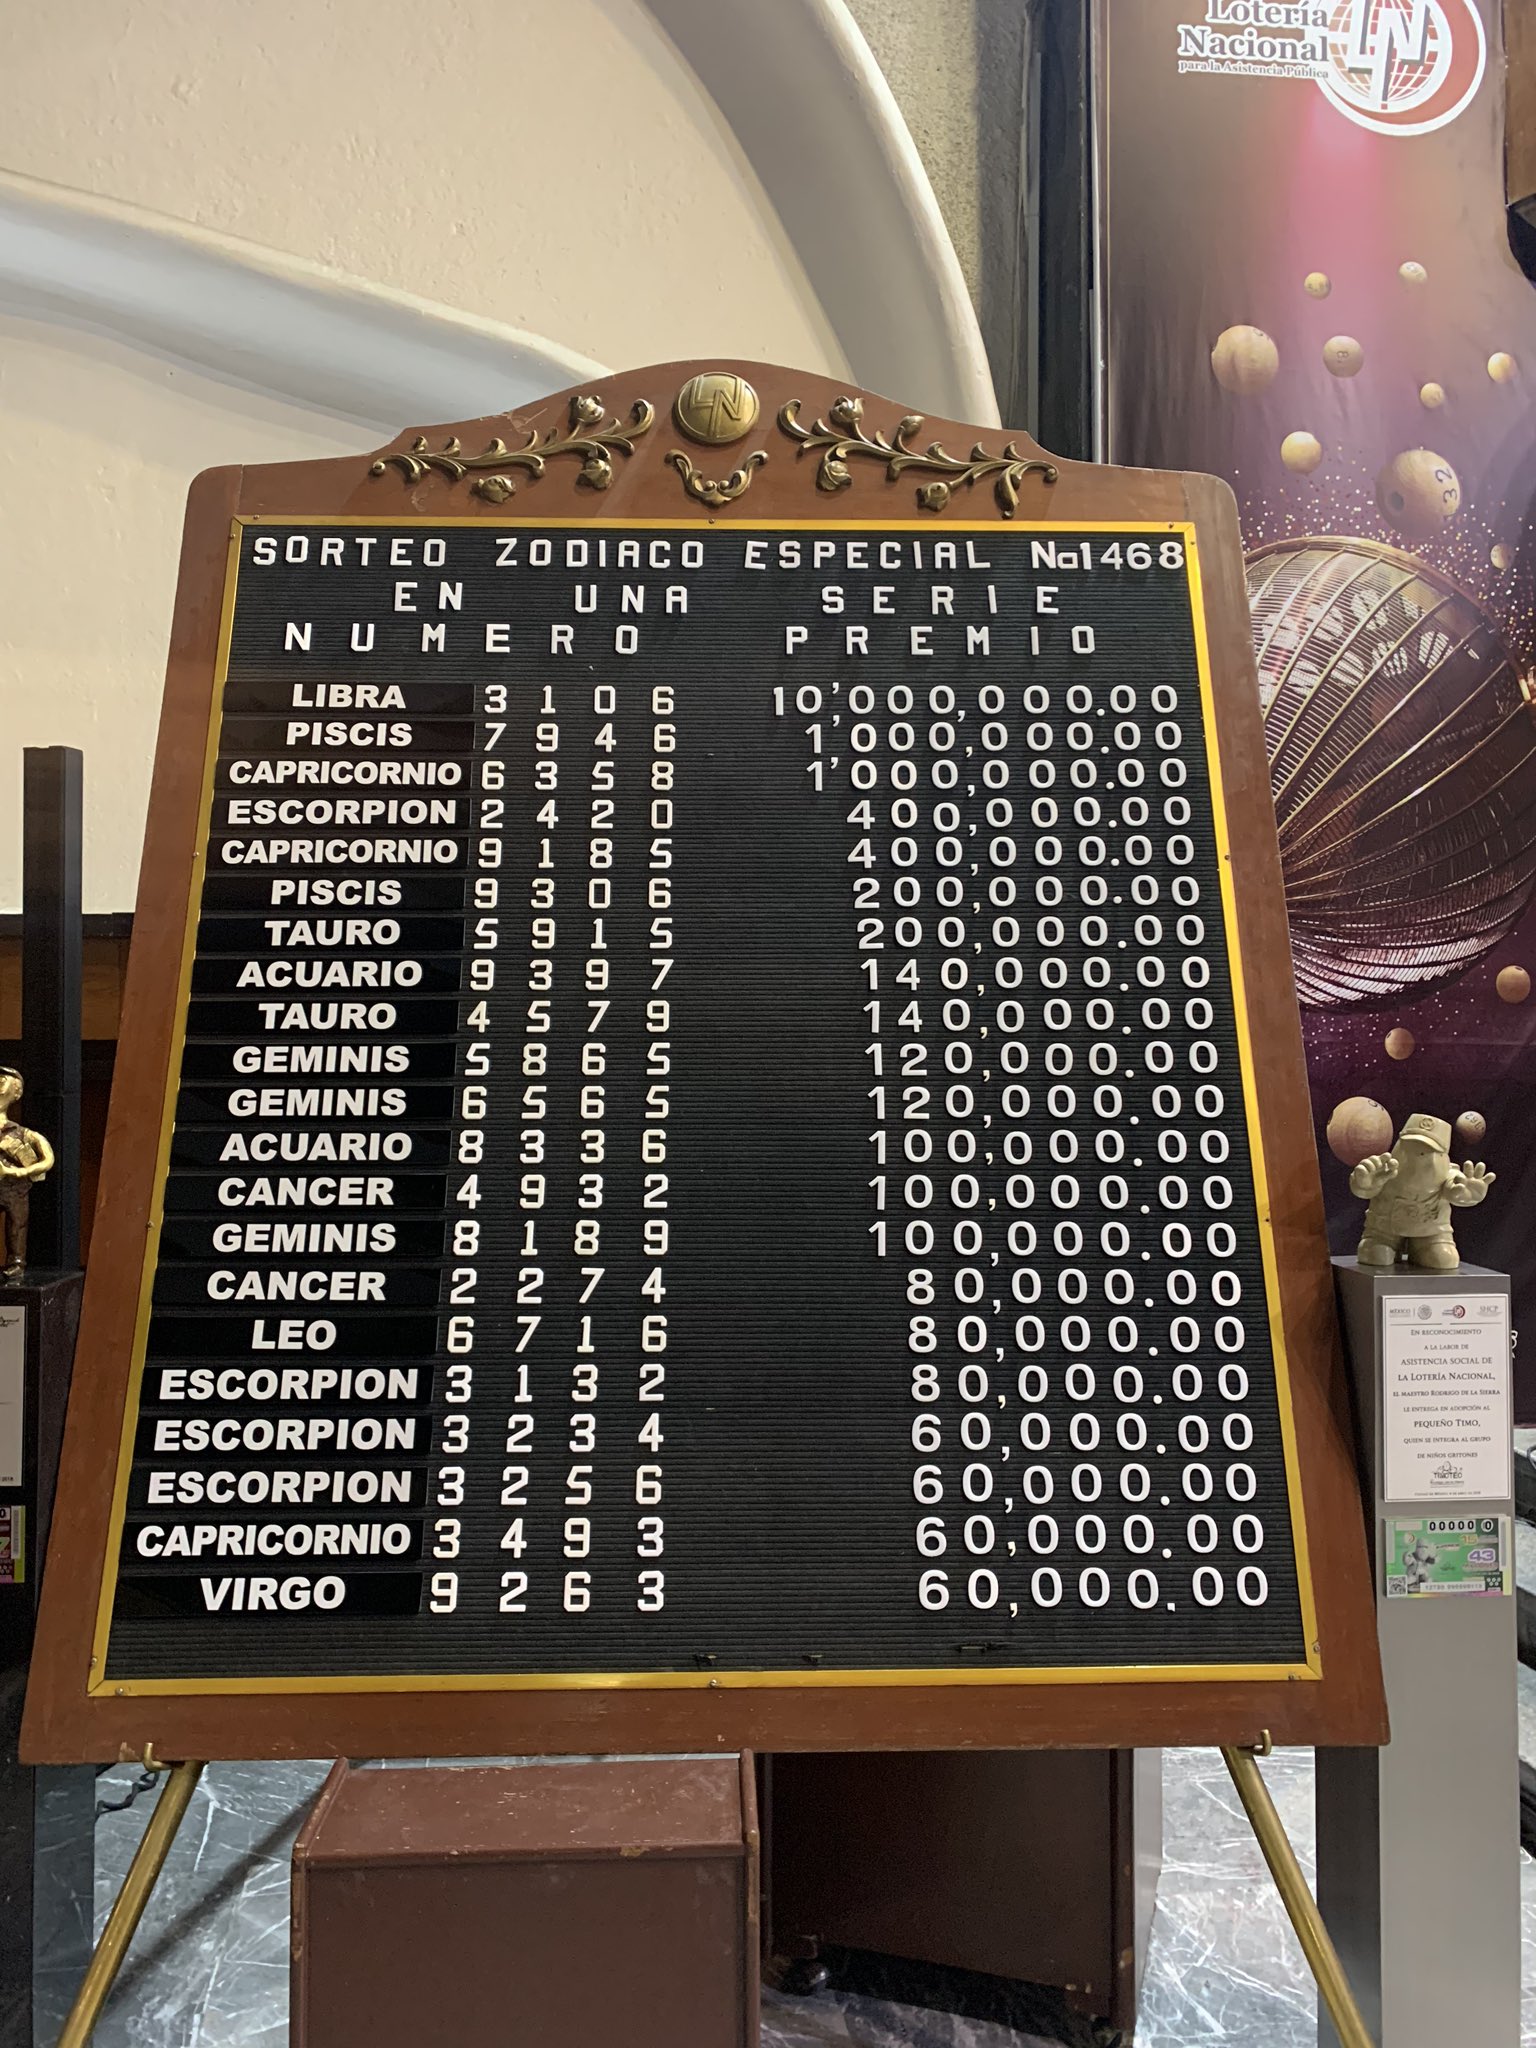 Lotería
Nacional
para la Asistencia Pública
SORTEO ZODIACO ESPECIAL No1468
EN UNA SERIE
NUMERO PREMIO
LIBRA 3106 10'000,000.00
PISCIS 7946 1'000,000.00
CAPRICORNIO 6358 1'000,000.00
ESCORPION 2420 400,000.00
CAPRICORNIO 9185 400,000.00
PISCIS 9306 200,000.00
TAURO 5915 200,000.00
ACUARIO 9397 140,000.00
TAURO 4579 140,000.00
GEMINIS 5865 120,000.00
GEMINIS 6565 120,000.00
ACUARIO 8336 100,000.00
CANCER 4932 100,000.00
GEMINIS 8189 100,000.00
CANCER 2274 80,000.00
LEO 6716 80,000.00
ESCORPION 3132 80,000.00
ESCORPION 3234 60,000.00
ESCORPION 3256 60,000.00
CAPRICORNIO 3493 60,000.00
VIRGO 9263 60,000.00
MÉXICO SHCP
EN RECONOCIMIENTO
A LA LABOR DE
ASISTENCIA SOCIAL DE
LA LOTERÍA NACIONAL,
EL MAESTRO RODRIGO DE LA SIERRA
LE ENTREGA EN ADOPCIÓN AL
PEQUEÑO TIMO,
QUIEN SE INTEGRA AL GRUPO
DE NIÑOS GRITONES
00000 0
15
43
32